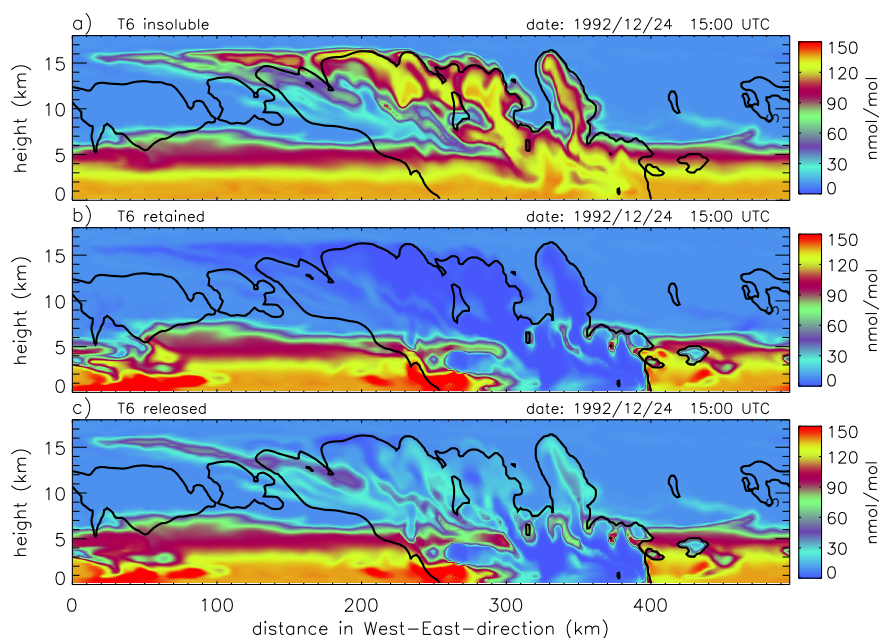 a) T6 insoluble date: 1992/12/24 15:00 UTC
15
10
5
0
height (km)
150
120
90
60
30
0
nmol/mol
b) T6 retained date: 1992/12/24 15:00 UTC
15
10
5
0
height (km)
150
120
90
60
30
0
nmol/mol
c) T6 released date: 1992/12/24 15:00 UTC
15
10
5
0
height (km)
150
120
90
60
30
0
nmol/mol
0 100 200 300 400
distance in West-East-direction (km)